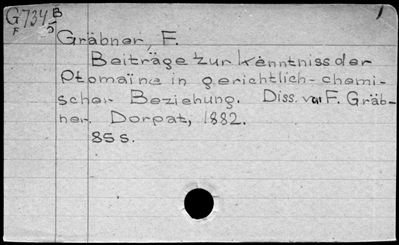 G734 B
F 5
1
Gräbner, F.
Beiträge zur Kenntniss der
Ptomaïne in gerichtlich-chemi-
scher Beziehung. Diss. von F. Gräb-
ner. Dorpat, 1882.
85 s.